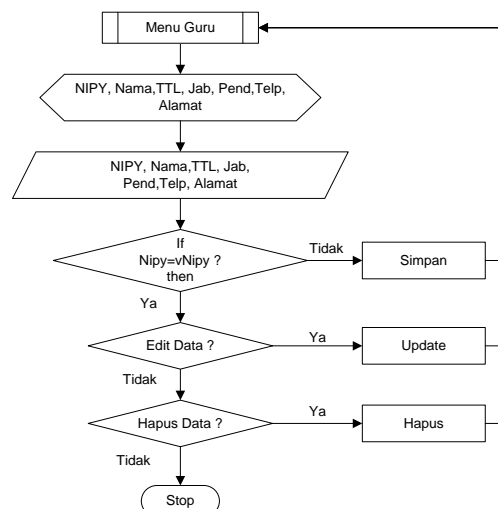 Menu Guru
NIPY, Nama,TTL, Jab, Pend,Telp,
Alamat
NIPY, Nama,TTL, Jab,
Pend,Telp, Alamat
If
Nipy=vNipy ?
then
Tidak
Simpan
Ya
Edit Data ?
Ya
Update
Tidak
Hapus Data ?
Ya
Hapus
Tidak
Stop